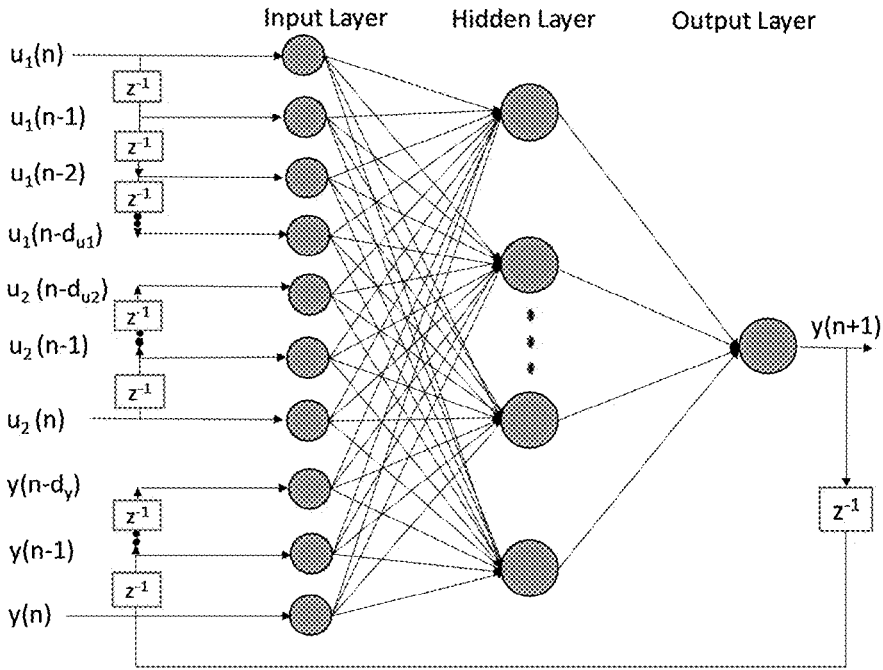 Input Layer
Hidden Layer
Output Layer
u₁(n)
z⁻¹
u₁(n-1)
z⁻¹
u₁(n-2)
z⁻¹
u₁(n-dᵤ₁)
u₂ (n-dᵤ₂)
z⁻¹
u₂ (n-1)
z⁻¹
u₂ (n)
y(n+1)
y(n-dᵧ)
z⁻¹
z⁻¹
y(n-1)
z⁻¹
y(n)